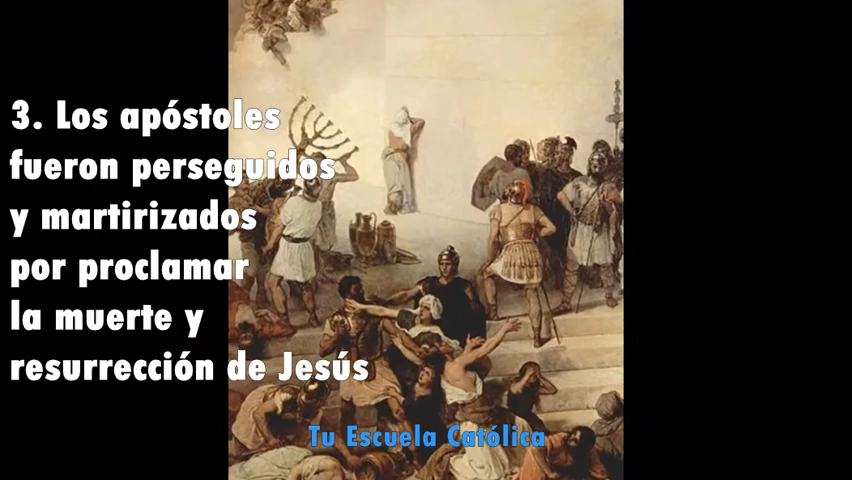 3. Los apóstoles
fueron perseguidos
y martirizados
por proclamar
la muerte y
resurrección de Jesús
Tu Escuela Católica